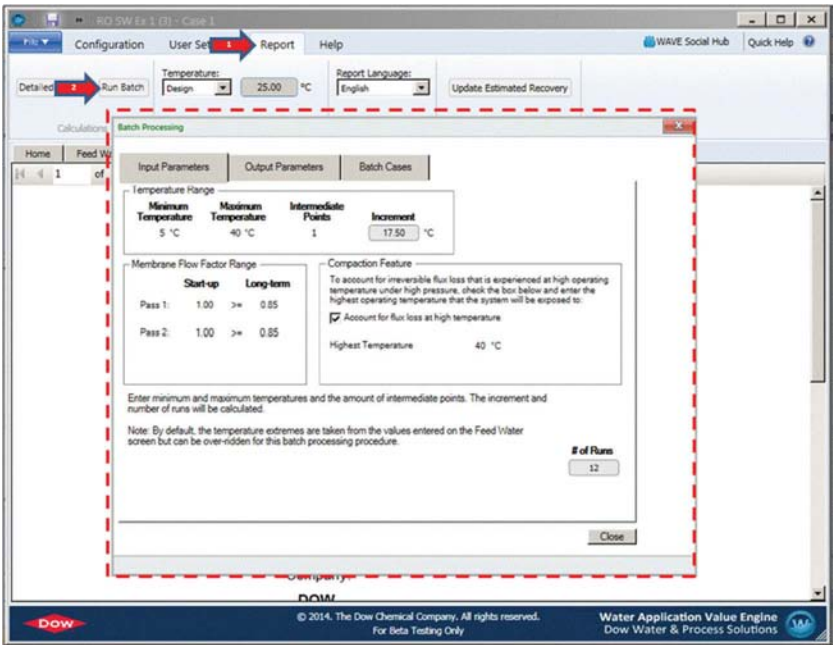 RO SW Ex 1 (3) - Case 1
File Configuration User Set 1 Report Help WAVE Social Hub Quick Help
Temperature: Report Language:
Detailed 2 Run Batch Design 25.00 °C English Update Estimated Recovery
Calculations
Batch Processing
Home Feed Wa
1 of
Input Parameters Output Parameters Batch Cases
Temperature Range
Minimum Temperature Maximum Temperature Intermediate Points Increment
5 °C 40 °C 1 17.50 °C
Membrane Flow Factor Range
Start-up Long-term
Pass 1: 1.00 >= 0.85
Pass 2: 1.00 >= 0.85
Compaction Feature
To account for irreversible flux loss that is experienced at high operating
temperature under high pressure, check the box below and enter the
highest operating temperature that the system will be exposed to:
Account for flux loss at high temperature
Highest Temperature 40 °C
Enter minimum and maximum temperatures and the amount of intermediate points. The increment and
number of runs will be calculated.
Note: By default, the temperature extremes are taken from the values entered on the Feed Water
screen but can be over-ridden for this batch processing procedure.
# of Runs
12
Close
Company:
DOW
DOW
© 2014. The Dow Chemical Company. All rights reserved.
For Beta Testing Only
Water Application Value Engine
Dow Water & Process Solutions